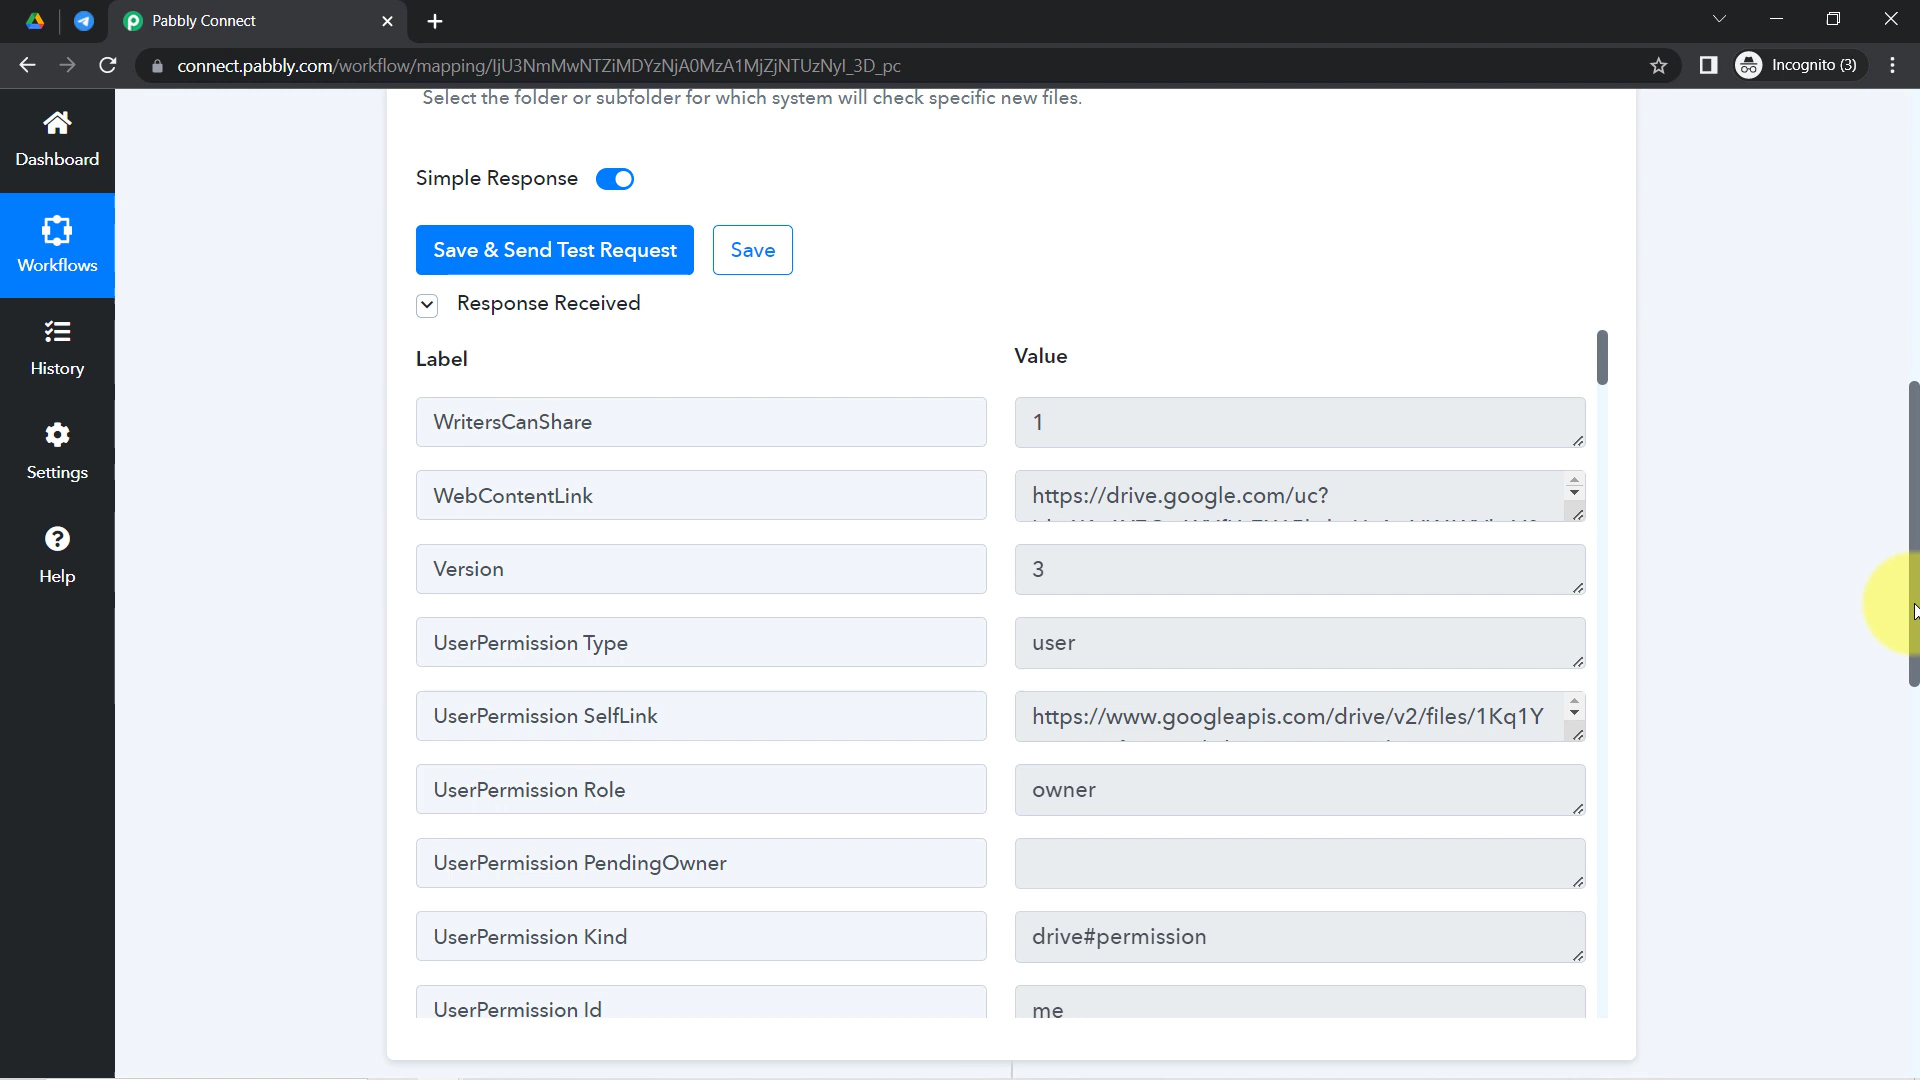 Pabbly Connect
connect.pabbly.com/workflow/mapping/IjU3NmMwNTZiMDYzNjA0MzA1MjZjNTUzNyI_3D_pc
Incognito (3)
Select the folder or subfolder for which system will check specific new files.
Dashboard
Workflows
History
Settings
Help
Simple Response
Save & Send Test Request
Save
Response Received
Label
Value
WritersCanShare
1
WebContentLink
https://drive.google.com/uc?
Version
3
UserPermission Type
user
UserPermission SelfLink
https://www.googleapis.com/drive/v2/files/1Kq1Y
UserPermission Role
owner
UserPermission PendingOwner
UserPermission Kind
drive#permission
UserPermission Id
me